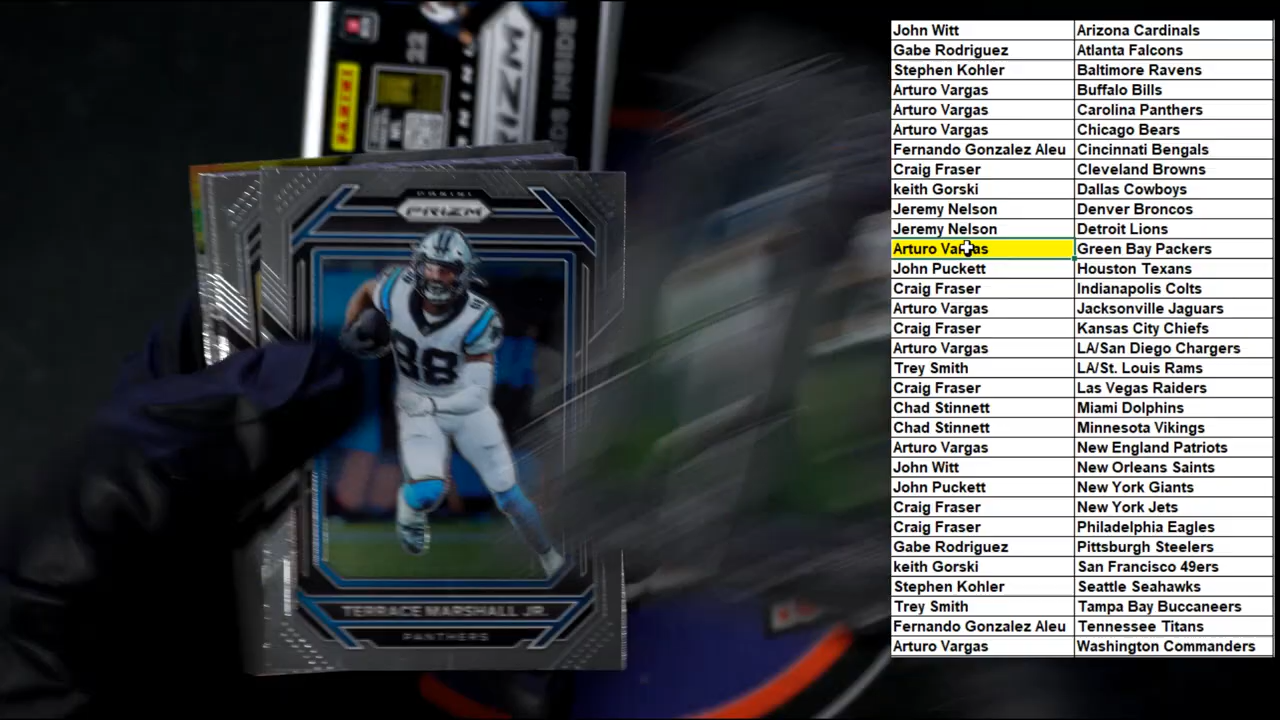 PANINI
22
PRIZM
DS INSIDE
PANINI
PRIZM
88
TERRACE MARSHALL JR.
PANTHERS
John Witt Arizona Cardinals
Gabe Rodriguez Atlanta Falcons
Stephen Kohler Baltimore Ravens
Arturo Vargas Buffalo Bills
Arturo Vargas Carolina Panthers
Arturo Vargas Chicago Bears
Fernando Gonzalez Aleu Cincinnati Bengals
Craig Fraser Cleveland Browns
keith Gorski Dallas Cowboys
Jeremy Nelson Denver Broncos
Jeremy Nelson Detroit Lions
Arturo Vargas Green Bay Packers
John Puckett Houston Texans
Craig Fraser Indianapolis Colts
Arturo Vargas Jacksonville Jaguars
Craig Fraser Kansas City Chiefs
Arturo Vargas LA/San Diego Chargers
Trey Smith LA/St. Louis Rams
Craig Fraser Las Vegas Raiders
Chad Stinnett Miami Dolphins
Chad Stinnett Minnesota Vikings
Arturo Vargas New England Patriots
John Witt New Orleans Saints
John Puckett New York Giants
Craig Fraser New York Jets
Craig Fraser Philadelphia Eagles
Gabe Rodriguez Pittsburgh Steelers
keith Gorski San Francisco 49ers
Stephen Kohler Seattle Seahawks
Trey Smith Tampa Bay Buccaneers
Fernando Gonzalez Aleu Tennessee Titans
Arturo Vargas Washington Commanders